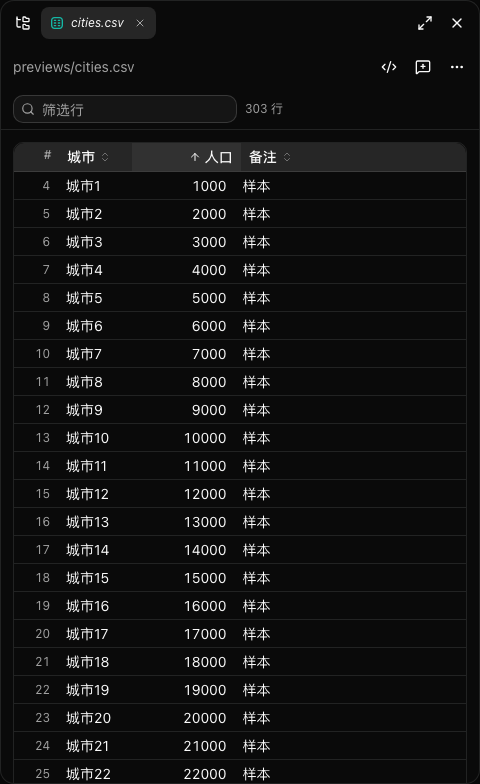 cities.csv
previews/cities.csv
筛选行
303 行
# 城市 人口 备注
4 城市1 1000 样本
5 城市2 2000 样本
6 城市3 3000 样本
7 城市4 4000 样本
8 城市5 5000 样本
9 城市6 6000 样本
10 城市7 7000 样本
11 城市8 8000 样本
12 城市9 9000 样本
13 城市10 10000 样本
14 城市11 11000 样本
15 城市12 12000 样本
16 城市13 13000 样本
17 城市14 14000 样本
18 城市15 15000 样本
19 城市16 16000 样本
20 城市17 17000 样本
21 城市18 18000 样本
22 城市19 19000 样本
23 城市20 20000 样本
24 城市21 21000 样本
25 城市22 22000 样本